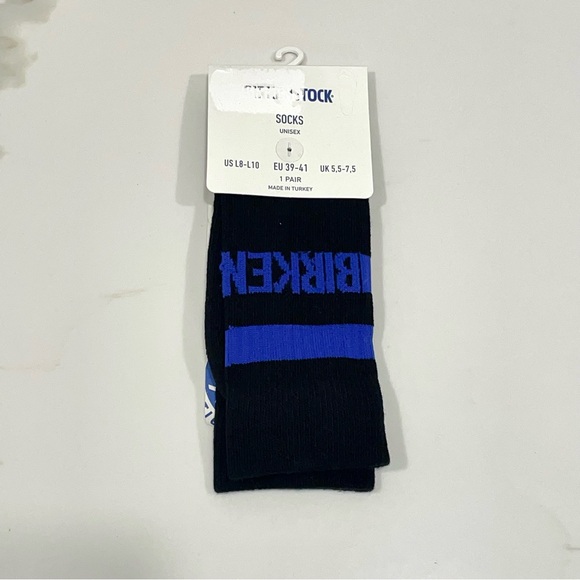 STOCK
SOCKS
UNISEX
US L8-L10 EU 39-41 UK 5,5-7,5
1 PAIR
MADE IN TURKEY
BIRKEN